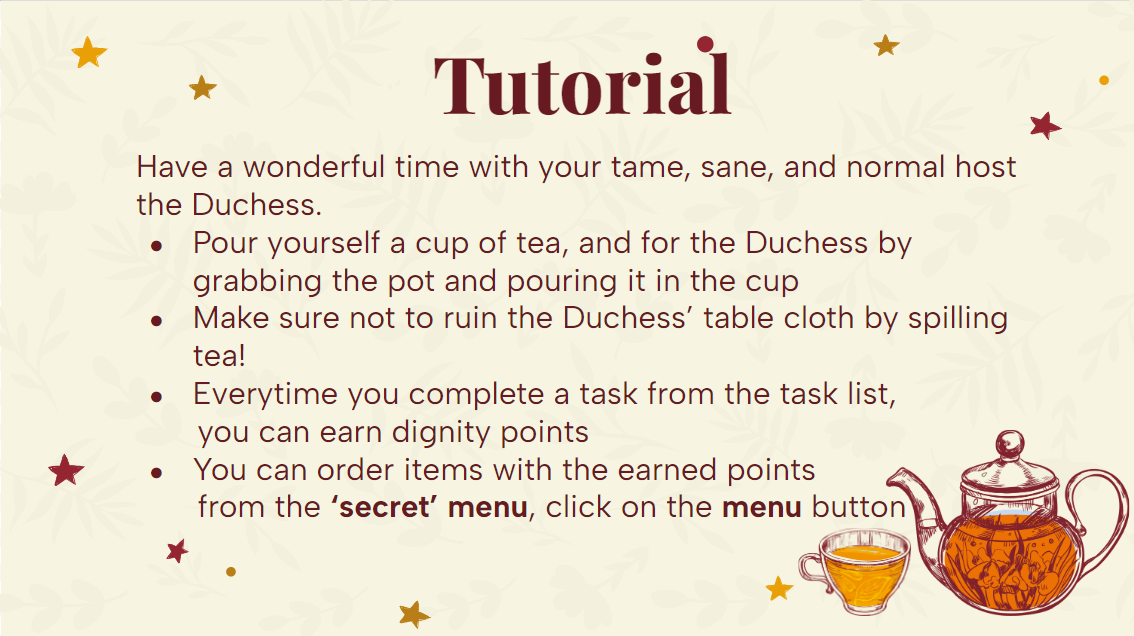 Tutorial
Have a wonderful time with your tame, sane, and normal host
the Duchess.
• Pour yourself a cup of tea, and for the Duchess by
grabbing the pot and pouring it in the cup
• Make sure not to ruin the Duchess’ table cloth by spilling
tea!
• Everytime you complete a task from the task list,
you can earn dignity points
• You can order items with the earned points
from the ‘secret’ menu, click on the menu button